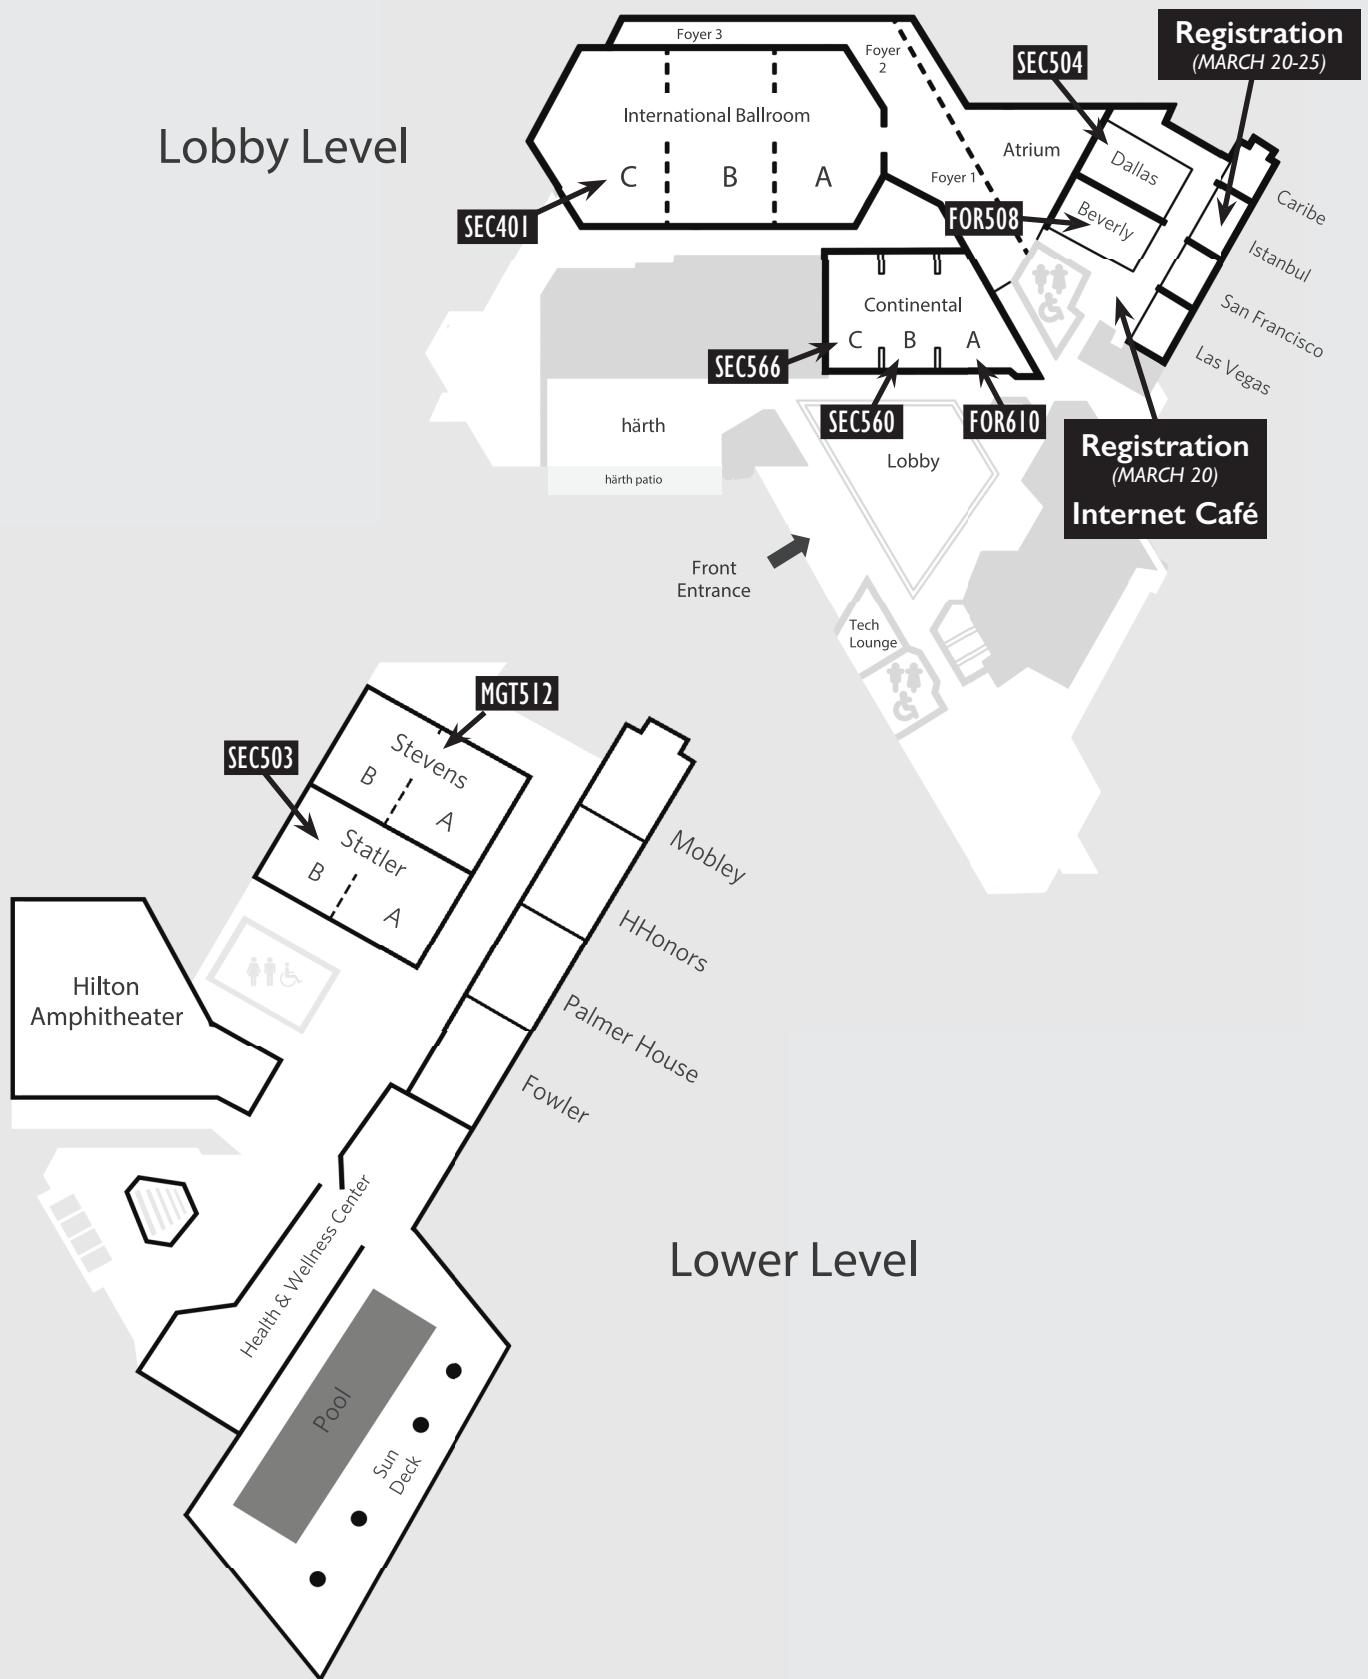 Lobby Level
Foyer 3
Foyer
2
SEC504
Registration
(MARCH 20-25)
International Ballroom
C
B
A
Atrium
Foyer 1
Dallas
Beverly
SEC401
FOR508
Caribe
Istanbul
San Francisco
Las Vegas
Continental
C
B
A
SEC566
SEC560
FOR610
härth
härth patio
Lobby
Registration
(MARCH 20)
Internet Café
Front
Entrance
Tech
Lounge
MGT512
SEC503
Stevens
B
A
Statler
B
A
Mobley
HHonors
Palmer House
Fowler
Hilton
Amphitheater
Health & Wellness Center
Lower Level
Pool
Sun
Deck